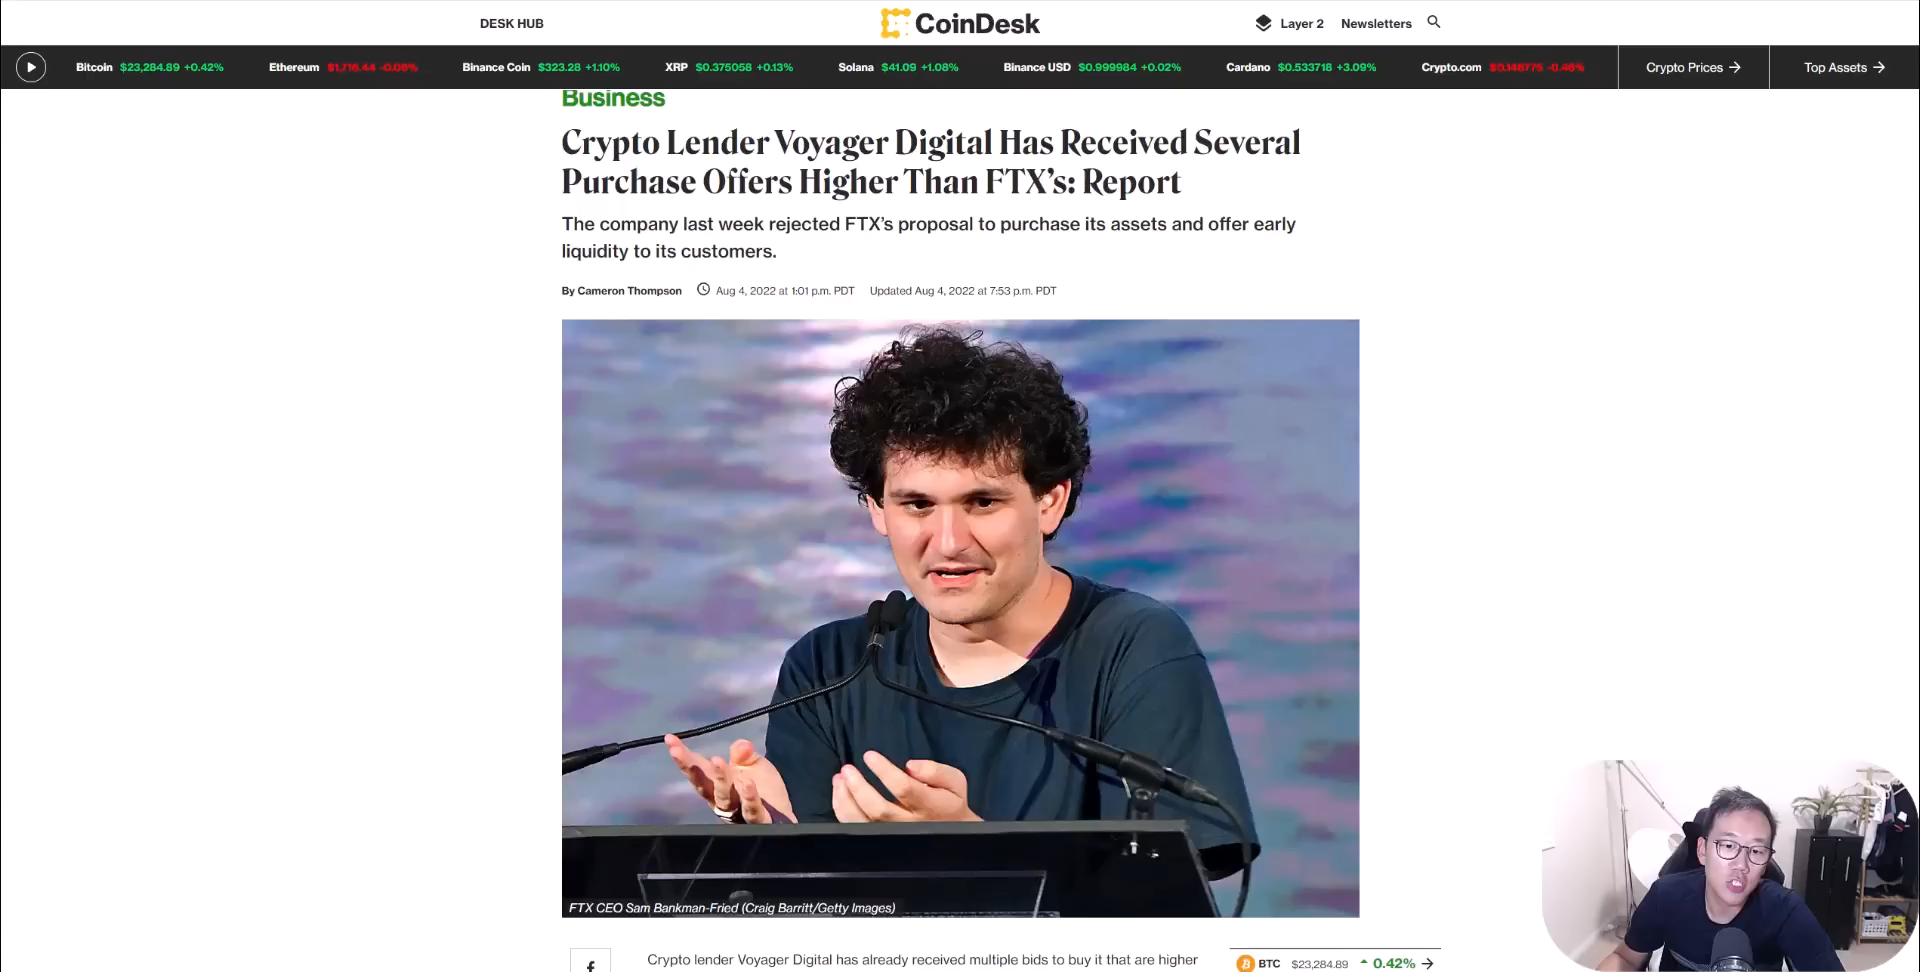 DESK HUB
CoinDesk
Layer 2
Newsletters
Bitcoin $23,284.89 +0.42%
Ethereum $1,716.44 -0.06%
Binance Coin $323.28 +1.10%
XRP $0.375058 +0.13%
Solana $41.09 +1.08%
Binance USD $0.999984 +0.02%
Cardano $0.533718 +3.09%
Crypto.com
Crypto Prices
Top Assets
Business
Crypto Lender Voyager Digital Has Received Several
Purchase Offers Higher Than FTX’s: Report
The company last week rejected FTX’s proposal to purchase its assets and offer early
liquidity to its customers.
By Cameron Thompson
Aug 4, 2022 at 1:01 p.m. PDT
Updated Aug 4, 2022 at 7:53 p.m. PDT
FTX CEO Sam Bankman-Fried (Craig Barritt/Getty Images)
Crypto lender Voyager Digital has already received multiple bids to buy it that are higher
BTC $23,284.89 0.42%